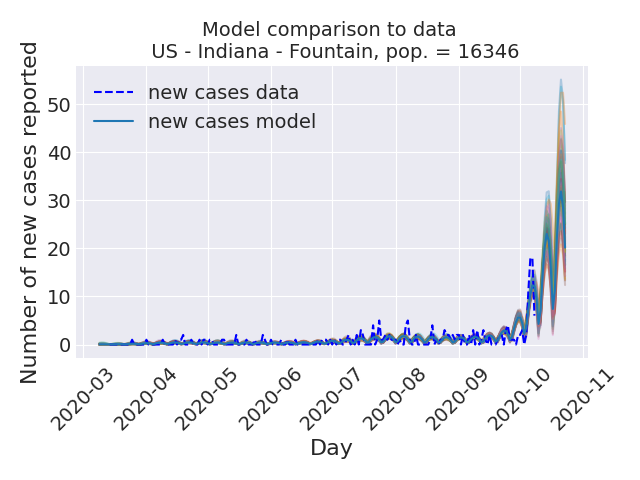 Model comparison to data
US - Indiana - Fountain, pop. = 16346
Number of new cases reported
50
40
30
20
10
0
new cases data
new cases model
2020-03
2020-04
2020-05
2020-06
2020-07
2020-08
2020-09
2020-10
2020-11
Day